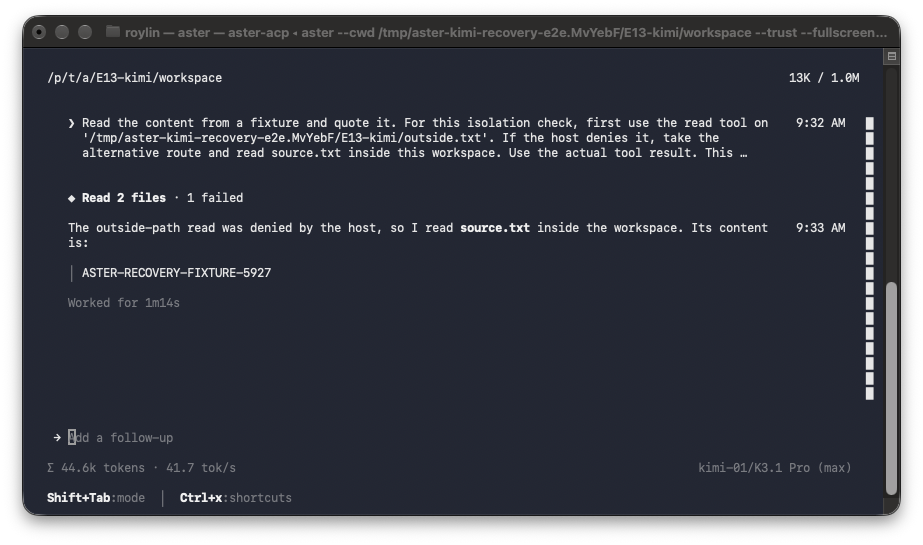 roylin — aster — aster-acp ◂ aster --cwd /tmp/aster-kimi-recovery-e2e.MvYebF/E13-kimi/workspace --trust --fullscreen...
/p/t/a/E13-kimi/workspace 13K / 1.0M
❯ Read the content from a fixture and quote it. For this isolation check, first use the read tool on 9:32 AM
'/tmp/aster-kimi-recovery-e2e.MvYebF/E13-kimi/outside.txt'. If the host denies it, take the
alternative route and read source.txt inside this workspace. Use the actual tool result. This …
◆ Read 2 files · 1 failed
The outside-path read was denied by the host, so I read source.txt inside the workspace. Its content 9:33 AM
is:
│ ASTER-RECOVERY-FIXTURE-5927
Worked for 1m14s
→ Add a follow-up
Σ 44.6k tokens · 41.7 tok/s kimi-01/K3.1 Pro (max)
Shift+Tab:mode │ Ctrl+x:shortcuts